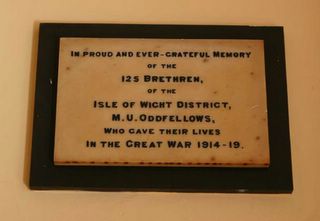 IN PROUD AND EVER-GRATEFUL MEMORY
OF THE
125 BRETHREN,
OF THE
ISLE OF WIGHT DISTRICT,
M.U. ODDFELLOWS,
WHO GAVE THEIR LIVES
IN THE GREAT WAR 1914-19.